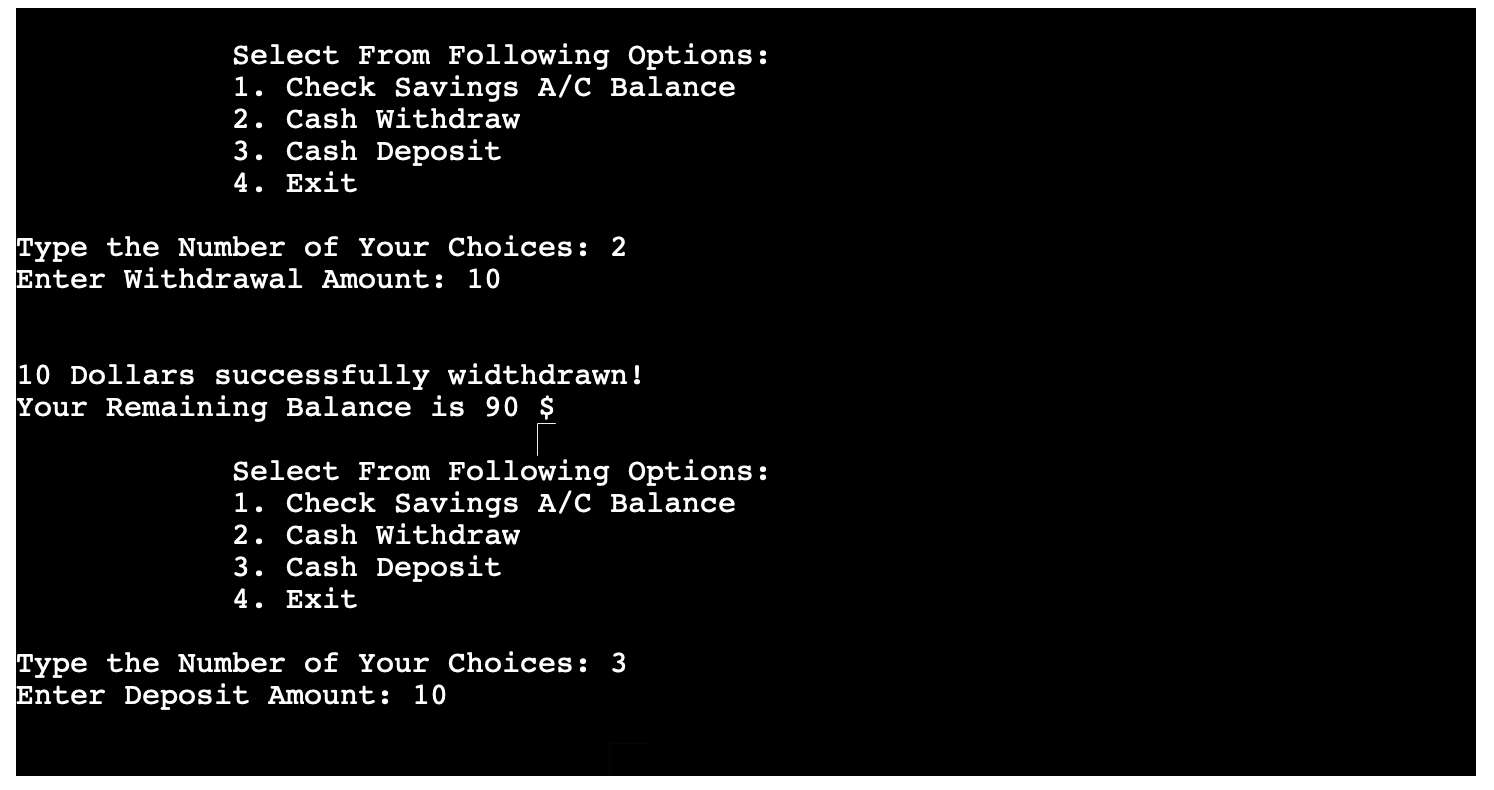 Select From Following Options:
1. Check Savings A/C Balance
2. Cash Withdraw
3. Cash Deposit
4. Exit
Type the Number of Your Choices: 2
Enter Withdrawal Amount: 10
10 Dollars successfully widthdrawn!
Your Remaining Balance is 90 $
Select From Following Options:
1. Check Savings A/C Balance
2. Cash Withdraw
3. Cash Deposit
4. Exit
Type the Number of Your Choices: 3
Enter Deposit Amount: 10